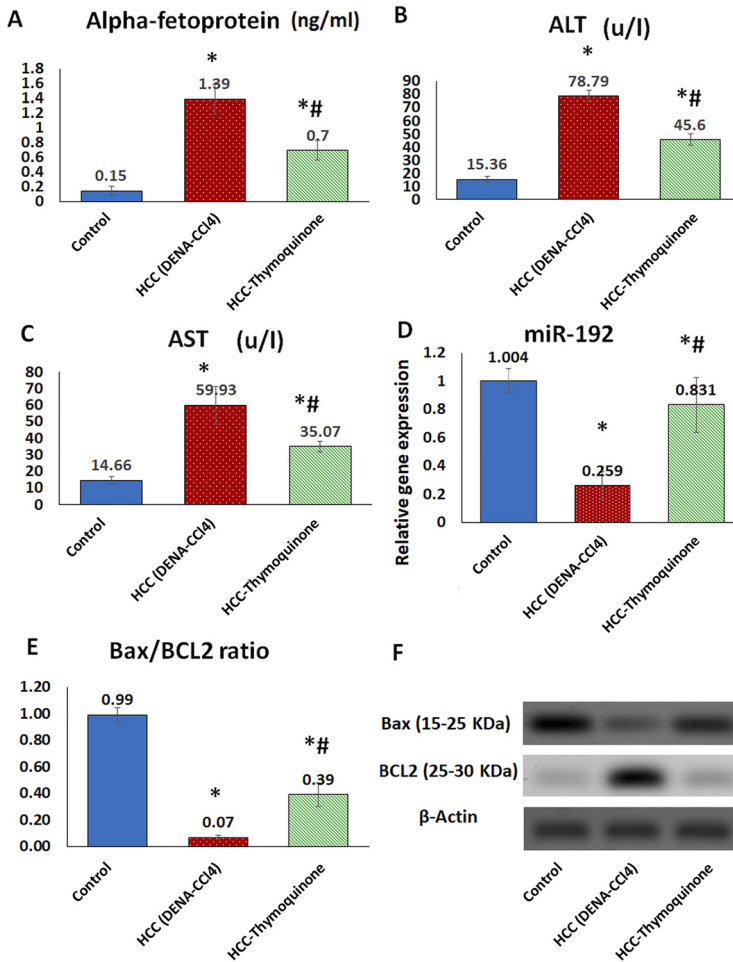 A
Alpha-fetoprotein (ng/ml)
1.8
1.6
1.4
1.2
1
0.8
0.6
0.4
0.2
0
0.15
*
1.39
*#
0.7
Control
HCC (DENA-CCl4)
HCC-Thymoquinone
B
ALT (u/l)
90
80
70
60
50
40
30
20
10
0
15.36
*
78.79
*#
45.6
Control
HCC (DENA-CCl4)
HCC-Thymoquinone
C
AST (u/l)
80
70
60
50
40
30
20
10
0
14.66
*
59.93
*#
35.07
Control
HCC (DENA-CCl4)
HCC-Thymoquinone
D
miR-192
Relative gene expression
1.2
1
0.8
0.6
0.4
0.2
0
1.004
*
0.259
*#
0.831
Control
HCC (DENA-CCl4)
HCC-Thymoquinone
E
Bax/BCL2 ratio
1.20
1.00
0.80
0.60
0.40
0.20
0.00
0.99
*
0.07
*#
0.39
Control
HCC (DENA-CCl4)
HCC-Thymoquinone
F
Bax (15-25 KDa)
BCL2 (25-30 KDa)
β-Actin
Control
HCC (DENA-CCl4)
HCC-Thymoquinone